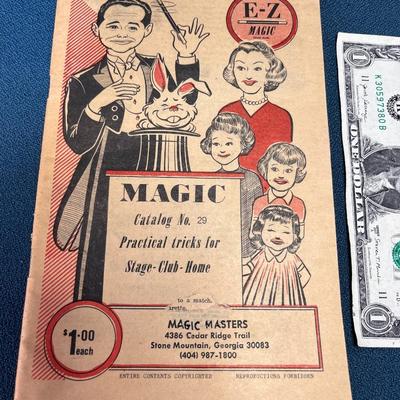 E-Z
MAGIC
MAGIC
Catalog No. 29
Practical tricks for
Stage-Club-Home
to a match.
MAGIC MASTERS
4386 Cedar Ridge Trail
Stone Mountain, Georgia 30083
(404) 987-1800
$1.00
each
ENTIRE CONTENTS COPYRIGHTED REPRODUCTIONS FORBIDDEN
K30597380B
ONE DOLLAR
1
1